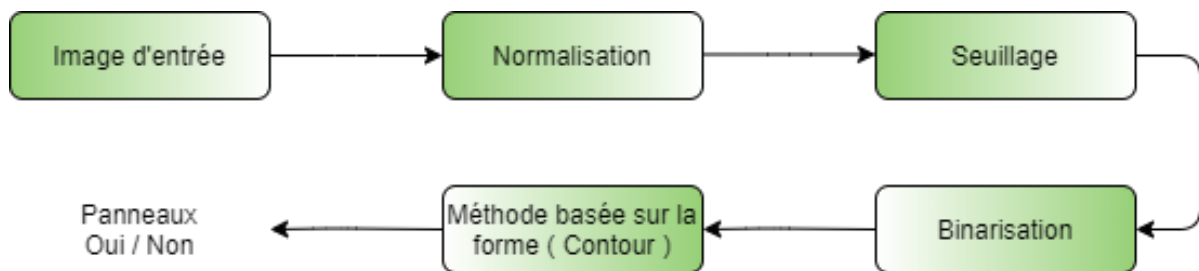 Image d'entrée
Normalisation
Seuillage
Binarisation
Méthode basée sur la
forme ( Contour )
Panneaux
Oui / Non